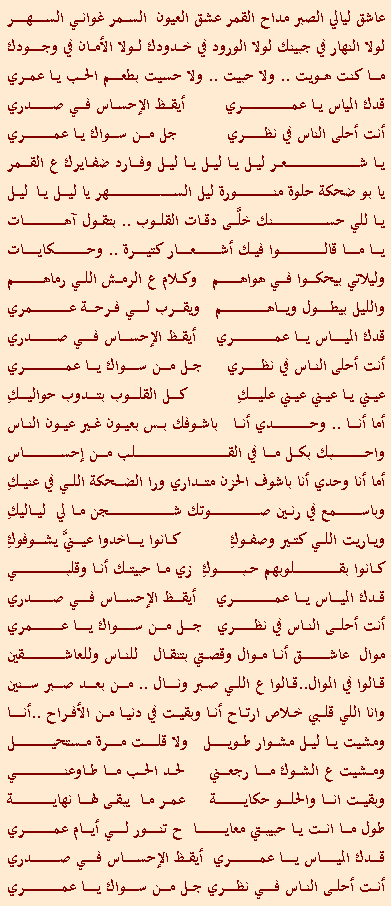 عاشق ليالي الصبر مداح القمر عشق العيون السمر غواني السهر
لولا النهار في جبينك لولا الورود في خدودك لولا الأمان في وجودك
ما كنت هويت .. ولا حبيت .. ولا حسيت بطعم الحب يا عمري
قدك المياس يا عمري أيقظ الإحساس في صدري
أنت أحلى الناس في نظري جل من سواك يا عمري
يا شعر ليل يا ليل يا ليل وفارد ضفايرك ع القمر
يا بو ضحكة حلوة منورة ليل السهر يا ليل يا ليل
يا للي حسنك خلَّى دقات القلوب .. بتقول آهات
يا ما قالوا فيك أشعار كتيرة .. وحكايات
وليلاتي بيحكوا في هواهم وكلام ع الرمش اللي رماهم
والليل بيطول وياهم ويقرب لي فرحة عمري
قدك المياس يا عمري أيقظ الإحساس في صدري
أنت أحلى الناس في نظري جل من سواك يا عمري
عيني يا عيني عيني عليكِ كل القلوب بتدوب حواليكِ
أما أنا .. وحدي أنا باشوفك بس بعيون غير عيون الناس
واحبك بكل ما في القلب من إحساس
أما أنا وحدي أنا باشوف الحزن متداري ورا الضحكة اللي في عنيكِ
وباسمع في رنين صوتك شجن ما لي لياليكِ
وياريت اللي كتير وصفوكِ كانوا ياخدوا عينيَّ يشوفوكِ
كانوا بقلوبهم حبوكِ زي ما حبيتك أنا وقلبي
قدك المياس يا عمري أيقظ الإحساس في صدري
أنت أحلى الناس في نظري جل من سواك يا عمري
موال عاشق أنا موال وقصتي بتنقال للناس وللعاشقين
قالوا في الموال..قالوا ع اللي صبر ونال .. من بعد صبر سنين
وانا اللي قلبي خلاص ارتاح أنا وبقيت في دنيا من الأفراح ..أنا
ومشيت يا ليل مشوار طويل ولا قلت مرة مستحيل
ومشيت ع الشوك ما رجعني لحد الحب ما طاوعني
وبقيت انا والحلو حكاية عمر ما يبقى لها نهاية
طول ما انت يا حبيبتي معايا ح تنور لي أيام عمري
قدك المياس يا عمري أيقظ الإحساس في صدري
أنت أحلى الناس في نظري جل من سواك يا عمري